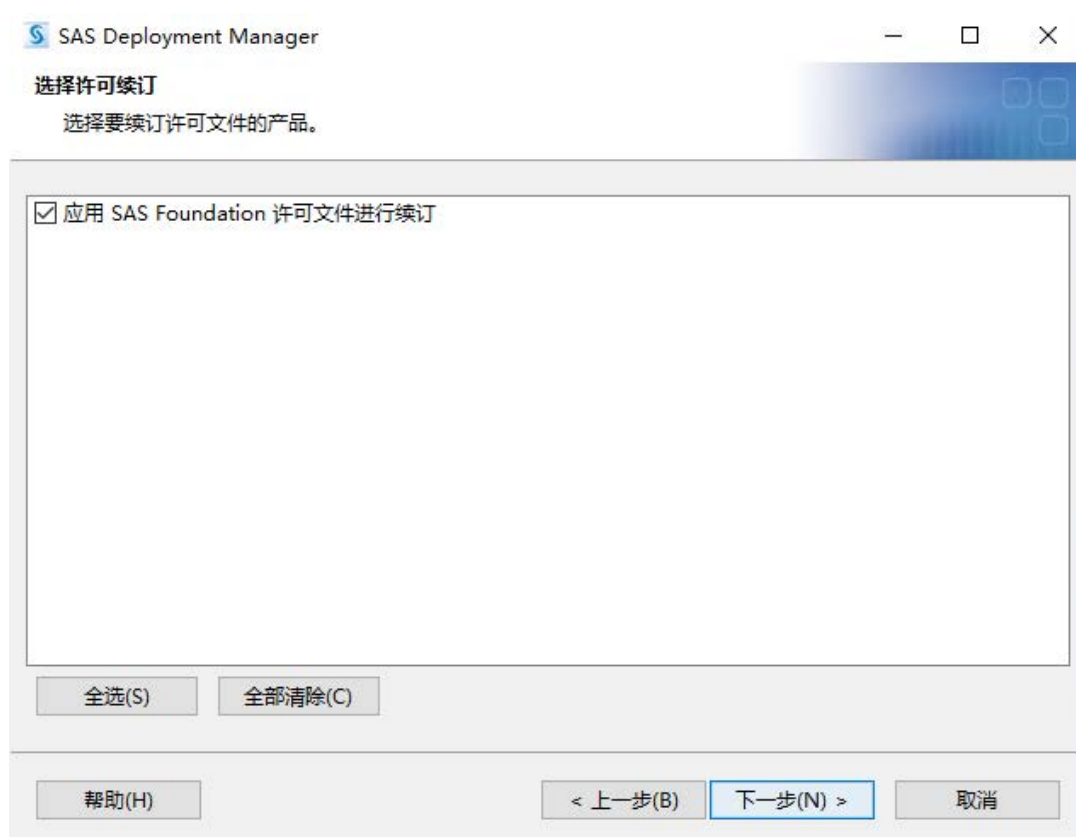 SAS Deployment Manager
选择许可续订
选择要续订许可文件的产品。
应用 SAS Foundation 许可文件进行续订
全选(S) 全部清除(C)
帮助(H) < 上一步(B) 下一步(N) > 取消